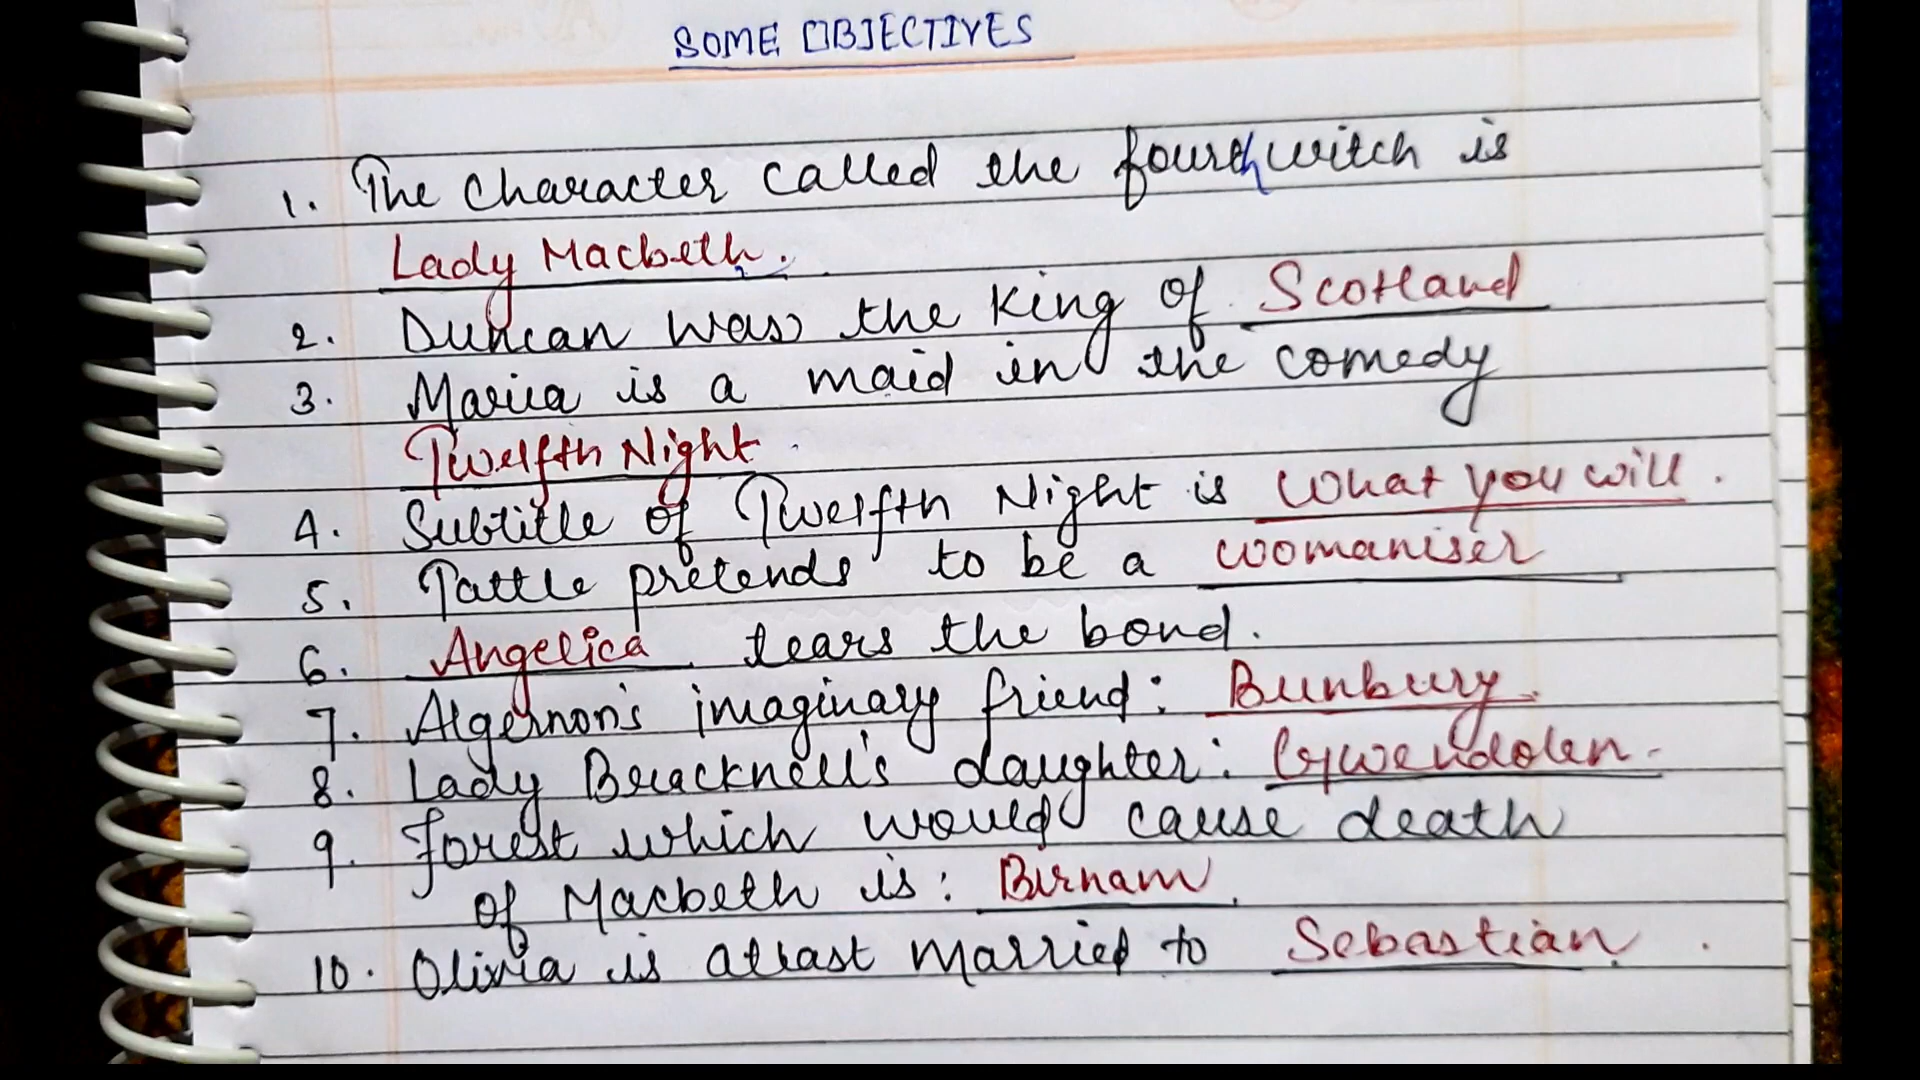 SOME OBJECTIVES
1. The Character called the fourth witch is
Lady Macbeth.
2. Duncan was the King of Scotland
3. Maria is a maid in the comedy
Twelfth Night.
4. Subtitle of Twelfth Night is What you will.
5. Tattle pretends to be a womaniser
6. Angelica tears the bond.
7. Algernon's imaginary friend: Bunbury.
8. Lady Bracknell's daughter: Gwendolen.
9. Forest which would cause death
of Macbeth is: Birnam.
10. Olivia is atlast married to Sebastian.